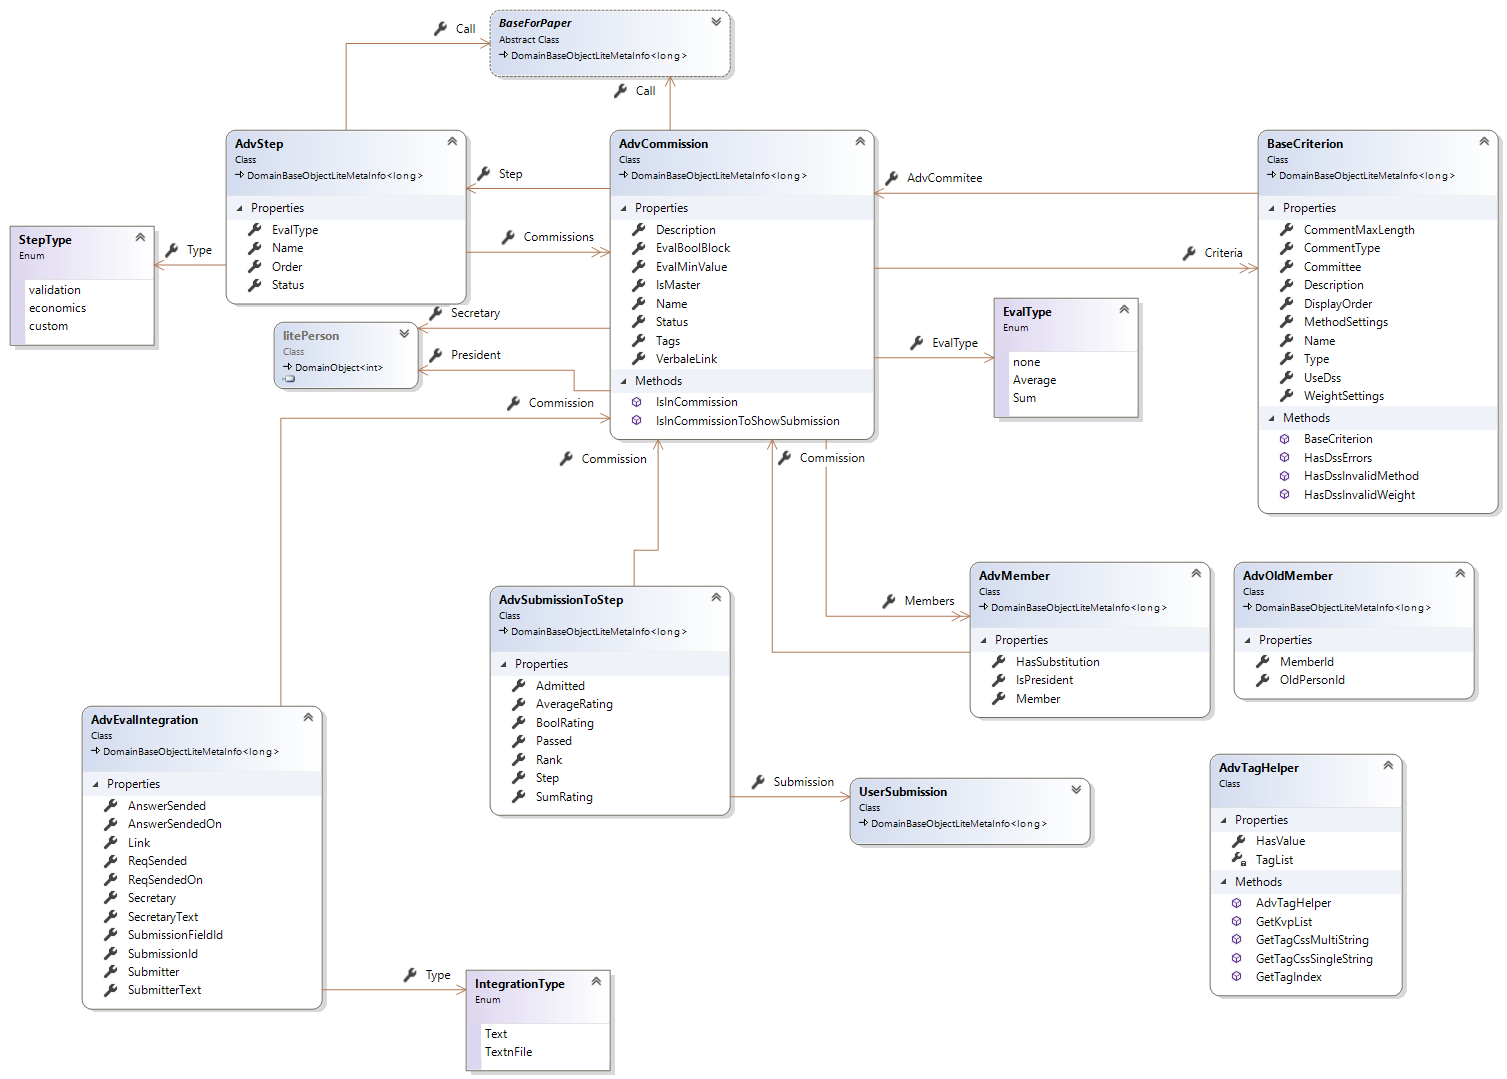 BaseForPaper
Abstract Class
DomainBaseObjectLiteMetaInfo<long>
Call
Call
AdvStep
Class
DomainBaseObjectLiteMetaInfo<long>
Properties
EvalType
Name
Order
Status
Step
Commissions
AdvCommission
Class
DomainBaseObjectLiteMetaInfo<long>
Properties
Description
EvalBoolBlock
EvalMinValue
IsMaster
Name
Status
Tags
VerbaleLink
Methods
IsInCommission
IsInCommissionToShowSubmission
AdvCommitee
Criteria
BaseCriterion
Class
DomainBaseObjectLiteMetaInfo<long>
Properties
CommentMaxLength
CommentType
Committee
Description
DisplayOrder
MethodSettings
Name
Type
UseDss
WeightSettings
Methods
BaseCriterion
HasDssErrors
HasDssInvalidMethod
HasDssInvalidWeight
StepType
Enum
validation
economics
custom
Type
Secretary
President
litePerson
Class
DomainObject<int>
EvalType
EvalType
Enum
none
Average
Sum
Commission
Commission
Commission
Members
AdvMember
Class
DomainBaseObjectLiteMetaInfo<long>
Properties
HasSubstitution
IsPresident
Member
AdvOldMember
Class
DomainBaseObjectLiteMetaInfo<long>
Properties
MemberId
OldPersonId
AdvSubmissionToStep
Class
DomainBaseObjectLiteMetaInfo<long>
Properties
Admitted
AverageRating
BoolRating
Passed
Rank
Step
SumRating
Submission
UserSubmission
Class
DomainBaseObjectLiteMetaInfo<long>
AdvEvalIntegration
Class
DomainBaseObjectLiteMetaInfo<long>
Properties
AnswerSended
AnswerSendedOn
Link
ReqSended
ReqSendedOn
Secretary
SecretaryText
SubmissionFieldId
SubmissionId
Submitter
SubmitterText
Type
IntegrationType
Enum
Text
TextnFile
AdvTagHelper
Class
Properties
HasValue
TagList
Methods
AdvTagHelper
GetKvpList
GetTagCssMultiString
GetTagCssSingleString
GetTagIndex